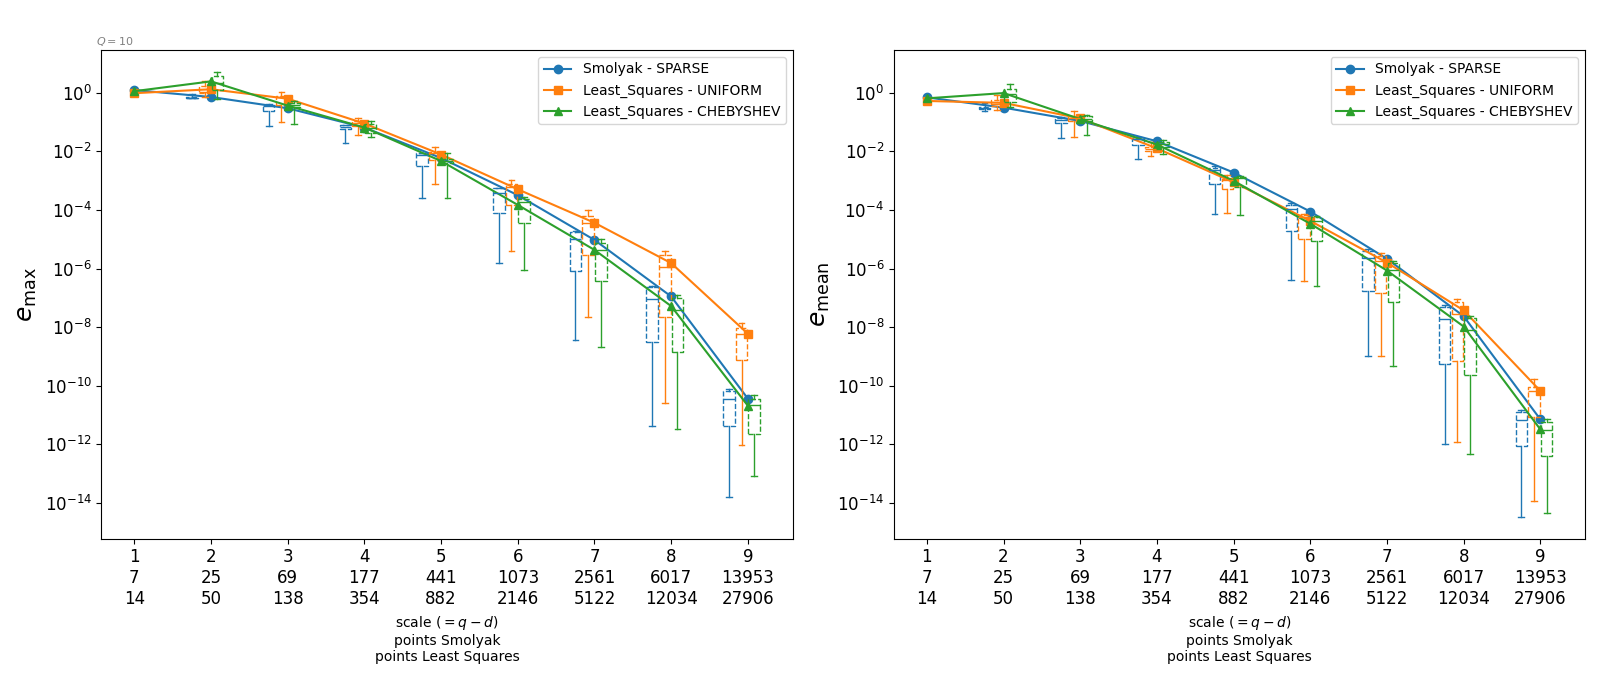 Q = 10
Smolyak - SPARSE
Least_Squares - UNIFORM
Least_Squares - CHEBYSHEV
10^0
10^−2
10^−4
10^−6
10^−8
10^−10
10^−12
10^−14
e_max
1 2 3 4 5 6 7 8 9
7 25 69 177 441 1073 2561 6017 13953
14 50 138 354 882 2146 5122 12034 27906
scale (= q − d)
points Smolyak
points Least Squares
Smolyak - SPARSE
Least_Squares - UNIFORM
Least_Squares - CHEBYSHEV
10^0
10^−2
10^−4
10^−6
10^−8
10^−10
10^−12
10^−14
e_mean
1 2 3 4 5 6 7 8 9
7 25 69 177 441 1073 2561 6017 13953
14 50 138 354 882 2146 5122 12034 27906
scale (= q − d)
points Smolyak
points Least Squares